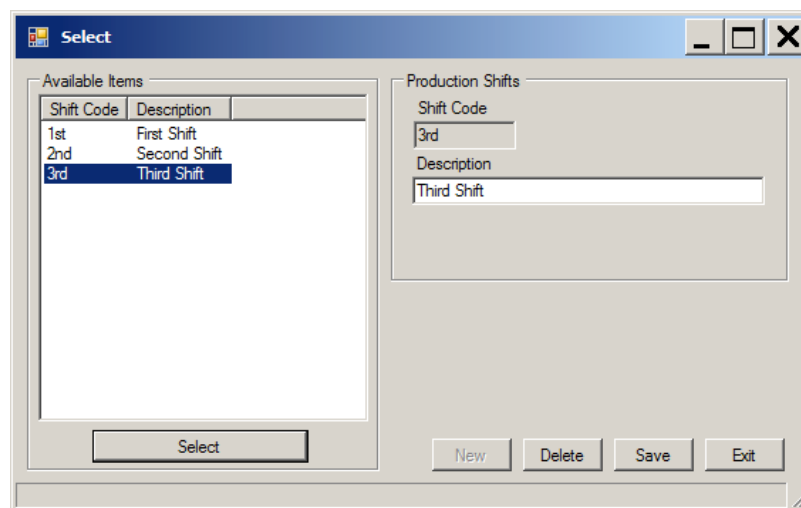 Select
Available Items
Shift Code Description
1st First Shift
2nd Second Shift
3rd Third Shift
Select
Production Shifts
Shift Code
3rd
Description
Third Shift
New Delete Save Exit